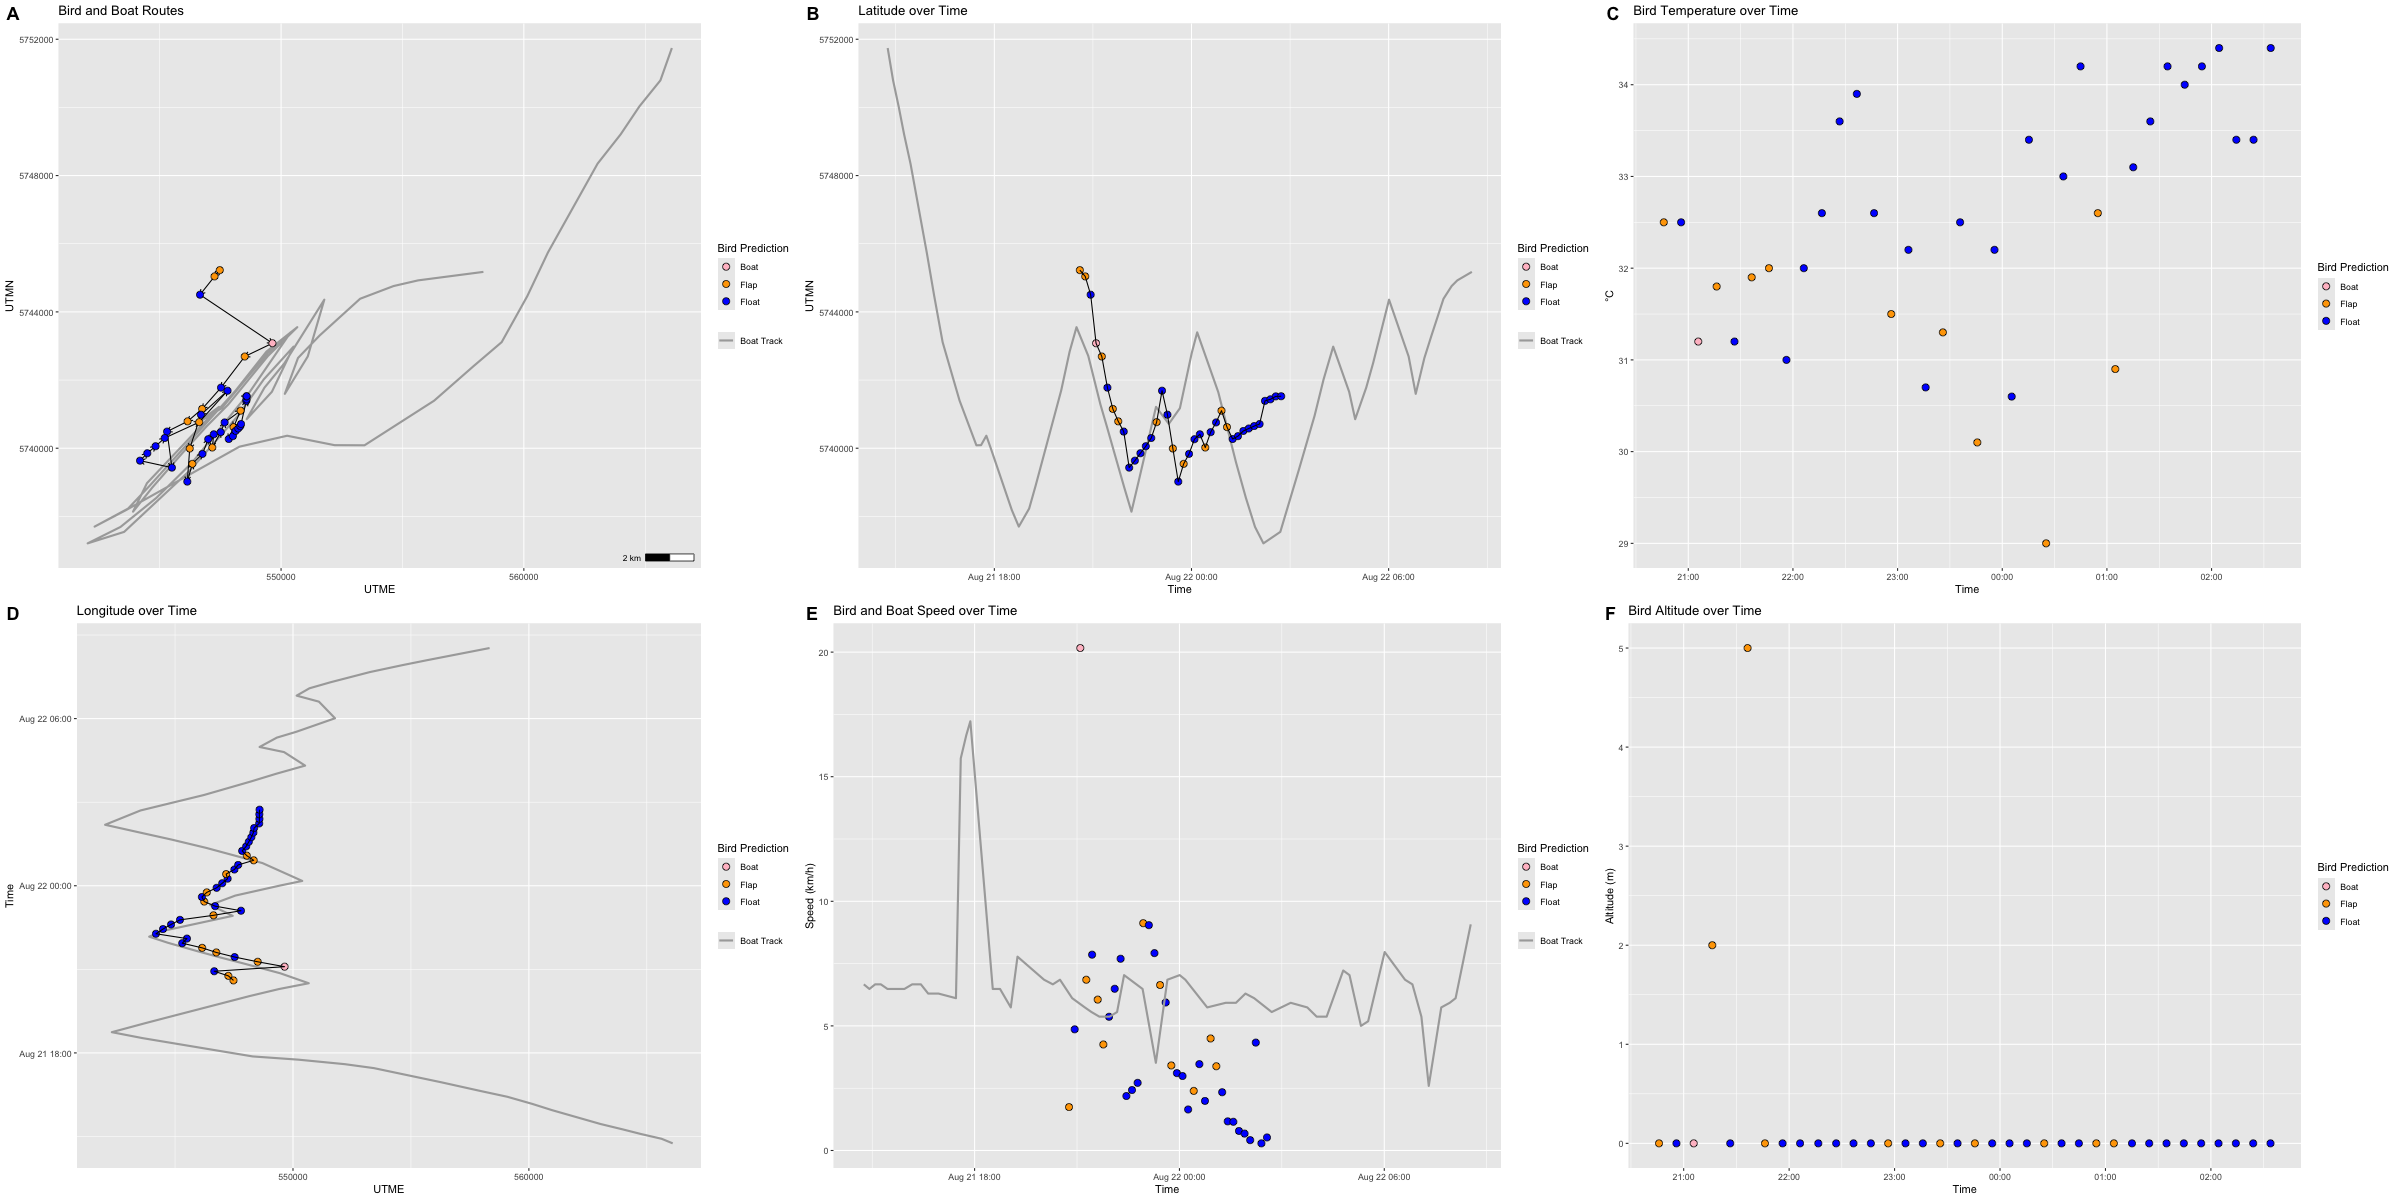 A Bird and Boat Routes
5752000
5748000
5744000
5740000
UTMN
550000 560000
UTME
2 km
Bird Prediction
Boat
Flap
Float
Boat Track
B Latitude over Time
5752000
5748000
5744000
5740000
UTMN
Aug 21 18:00 Aug 22 00:00 Aug 22 06:00
Time
Bird Prediction
Boat
Flap
Float
Boat Track
C Bird Temperature over Time
34
33
32
31
30
29
°C
21:00 22:00 23:00 00:00 01:00 02:00
Time
Bird Prediction
Boat
Flap
Float
D Longitude over Time
Aug 22 06:00
Aug 22 00:00
Aug 21 18:00
Time
550000 560000
UTME
Bird Prediction
Boat
Flap
Float
Boat Track
E Bird and Boat Speed over Time
20
15
10
5
0
Speed (km/h)
Aug 21 18:00 Aug 22 00:00 Aug 22 06:00
Time
Bird Prediction
Boat
Flap
Float
Boat Track
F Bird Altitude over Time
5
4
3
2
1
0
Altitude (m)
21:00 22:00 23:00 00:00 01:00 02:00
Time
Bird Prediction
Boat
Flap
Float